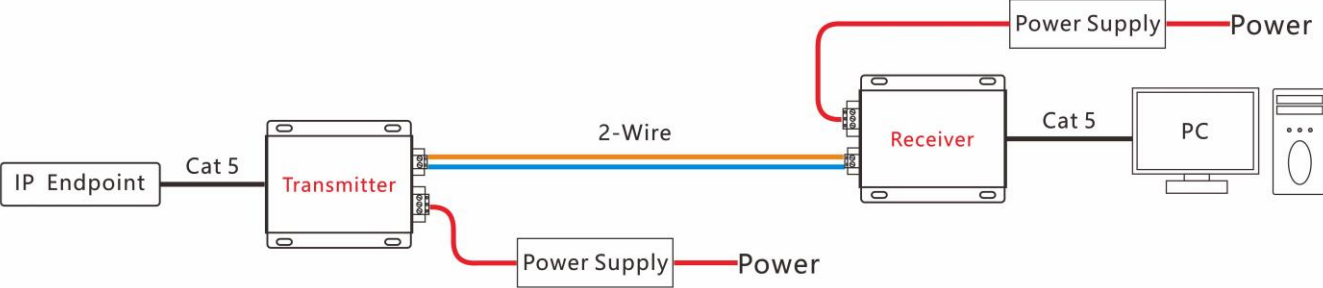 Power Supply
Power
2-Wire
Cat 5
PC
Receiver
Cat 5
IP Endpoint
Transmitter
Power Supply
Power